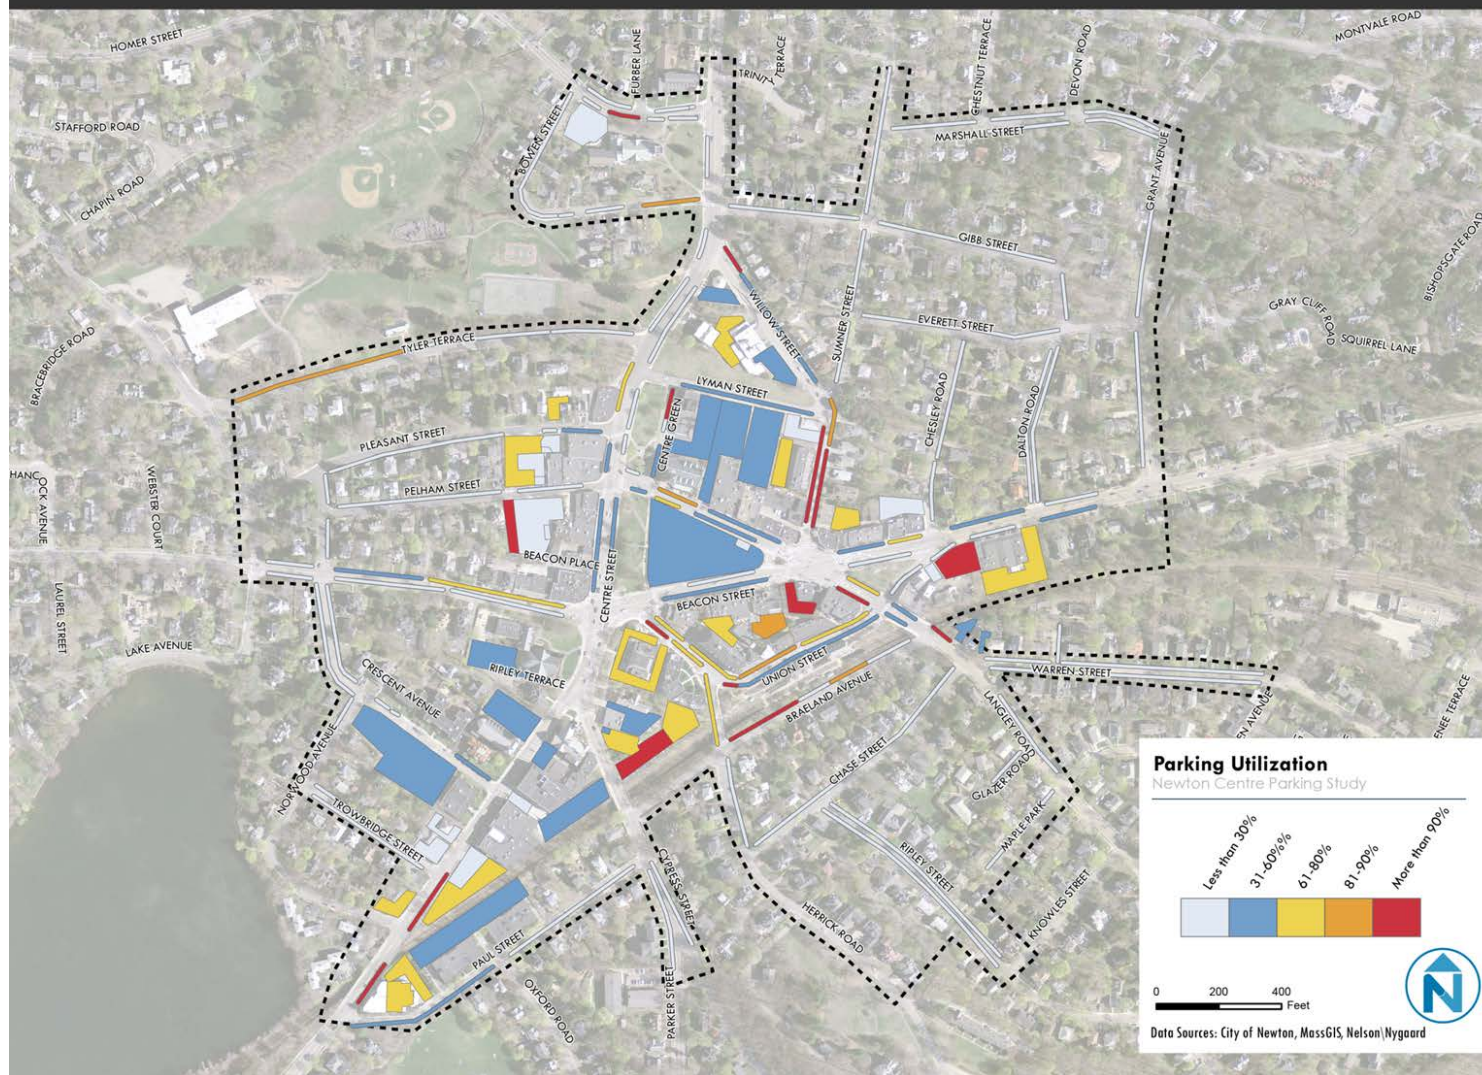 HOMER STREET
FURBER LANE
TRINITY TERRACE
CHESTNUT TERRACE
DEVON ROAD
MONTVALE ROAD
STAFFORD ROAD
BOWEN STREET
MARSHALL STREET
CHAPIN ROAD
GRANT AVENUE
GIBB STREET
BISHOPSGATE ROAD
BRACEBRIDGE ROAD
TYLER TERRACE
WILLOW STREET
SUMNER STREET
EVERETT STREET
GRAY CLIFF ROAD
SQUIRREL LANE
LYMAN STREET
PLEASANT STREET
CENTRE GREEN
CHESLEY ROAD
DALTON ROAD
HANC
OCK AVENUE
WEBSTER COURT
PELHAM STREET
BEACON PLACE
CENTRE STREET
BEACON STREET
LAUREL STREET
LAKE AVENUE
CRESCENT AVENUE
RIPLEY TERRACE
UNION STREET
BRAELAND AVENUE
WARREN STREET
LANGLEY ROAD
EN AVENUE
ENEE TERRACE
NORWOOD AVENUE
CHASE STREET
GLAZER ROAD
TROWBRIDGE STREET
MAPLE PARK
CYPRESS STREET
RIPLEY STREET
KNOWLES STREET
HERRICK ROAD
PAUL STREET
OXFORD ROAD
PARKER STREET
Parking Utilization
Newton Centre Parking Study
Less than 30%
31-60%%
61-80%
81-90%
More than 90%
0 200 400
Feet
N
Data Sources: City of Newton, MassGIS, Nelson\Nygaard